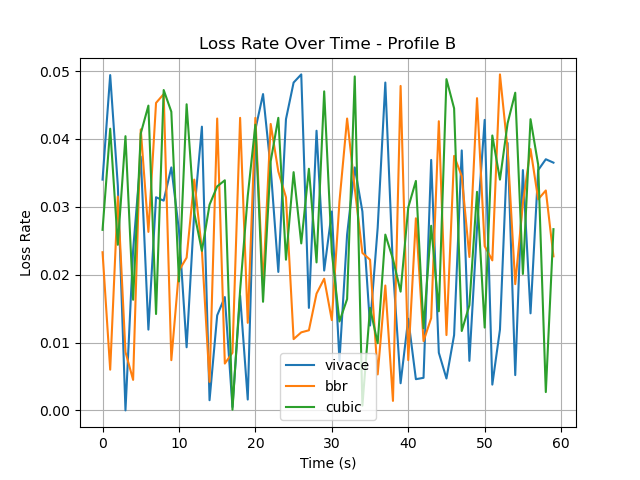 Loss Rate Over Time - Profile B
0.05
0.04
0.03
0.02
0.01
0.00
Loss Rate
vivace
bbr
cubic
0 10 20 30 40 50 60
Time (s)